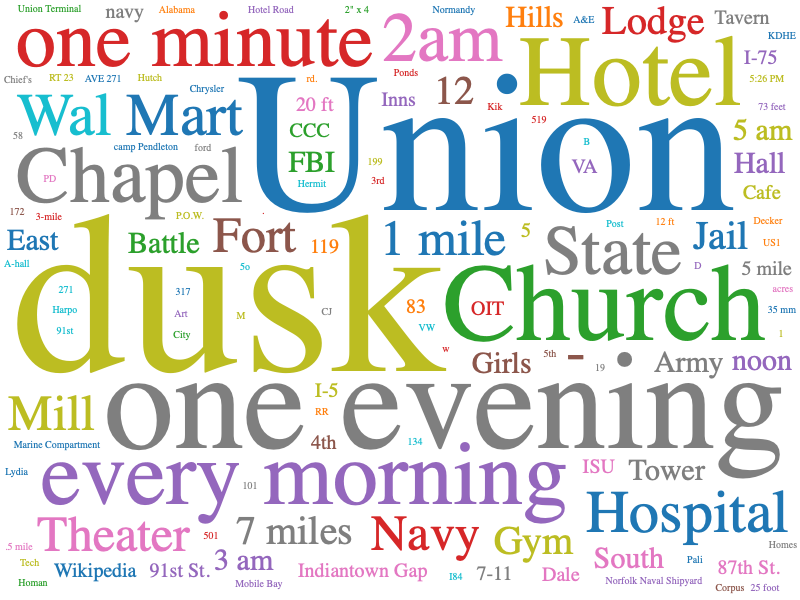 Union Terminal
navy
Alabama
Hotel Road
2" x 4
Normandy
Hills
A&E
Lodge
Tavern
KDHE
one minute
2am
Hotel
I-75
Chief's
RT 23
AVE 271
Hutch
Chrysler
rd.
Ponds
5:26 PM
Wal Mart
Union
20 ft
Inns
12
Kik
73 feet
58
camp Pendleton
ford
CCC
519
B
5 am
Chapel
FBI
199
VA
Hall
PD
Hermit
3rd
Cafe
172
3-mile
P.O.W.
.
Post
12 ft
Decker
East
Battle
Fort
119
1 mile
5
State
Jail
US1
A-hall
5o
D
5 mile
dusk
271
317
83
Church
acres
Harpo
Art
M
CJ
OIT
35 mm
91st
City
VW
1
w
Girls
5th
–
19
Army
noon
Mill
one evening
I-5
RR
Marine Compartment
4th
134
Lydia
every morning
101
ISU
Tower
Hospital
Theater
501
7 miles
Navy
Gym
Homes
.5 mile
Tech
Wikipedia
91st St.
3 am
Indiantown Gap
I84
7-11
Dale
South
Pali
87th St.
Homan
Mobile Bay
Norfolk Naval Shipyard
Corpus
25 foot